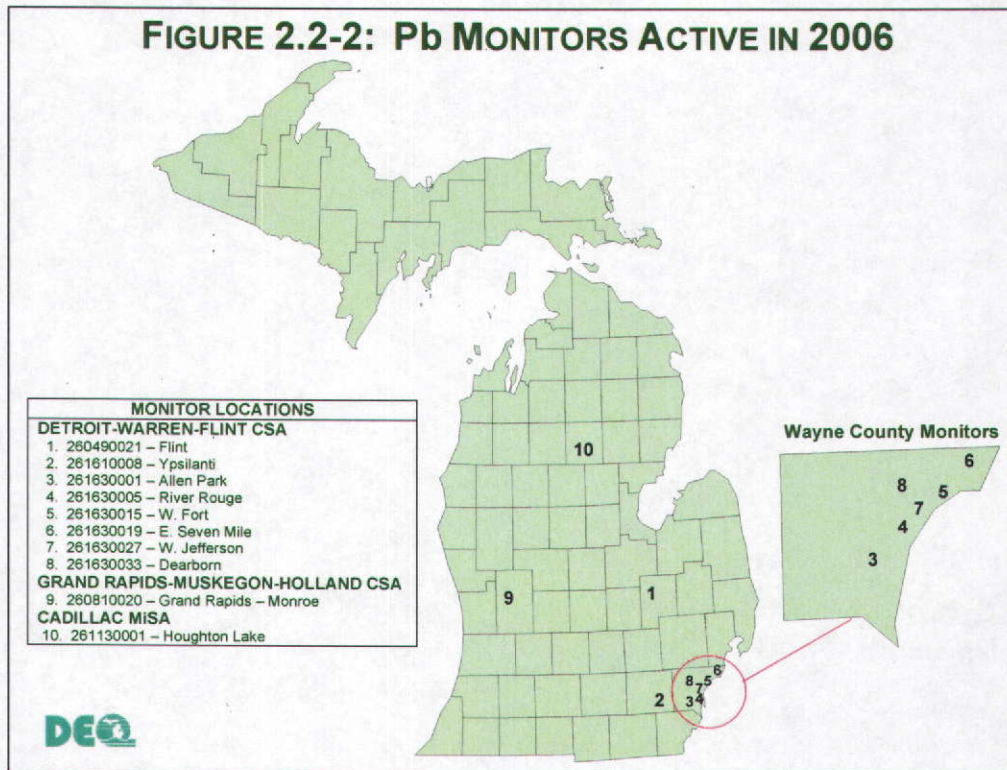 FIGURE 2.2-2: Pb MONITORS ACTIVE IN 2006
MONITOR LOCATIONS
DETROIT-WARREN-FLINT CSA
1. 260490021 – Flint
2. 261610008 – Ypsilanti
3. 261630001 – Allen Park
4. 261630005 – River Rouge
5. 261630015 – W. Fort
6. 261630019 – E. Seven Mile
7. 261630027 – W. Jefferson
8. 261630033 – Dearborn
GRAND RAPIDS-MUSKEGON-HOLLAND CSA
9. 260810020 – Grand Rapids – Monroe
CADILLAC MiSA
10. 261130001 – Houghton Lake
10
9
1
2
6
8 5
7
3 4
Wayne County Monitors
6
8
5
7
4
3
DEQ